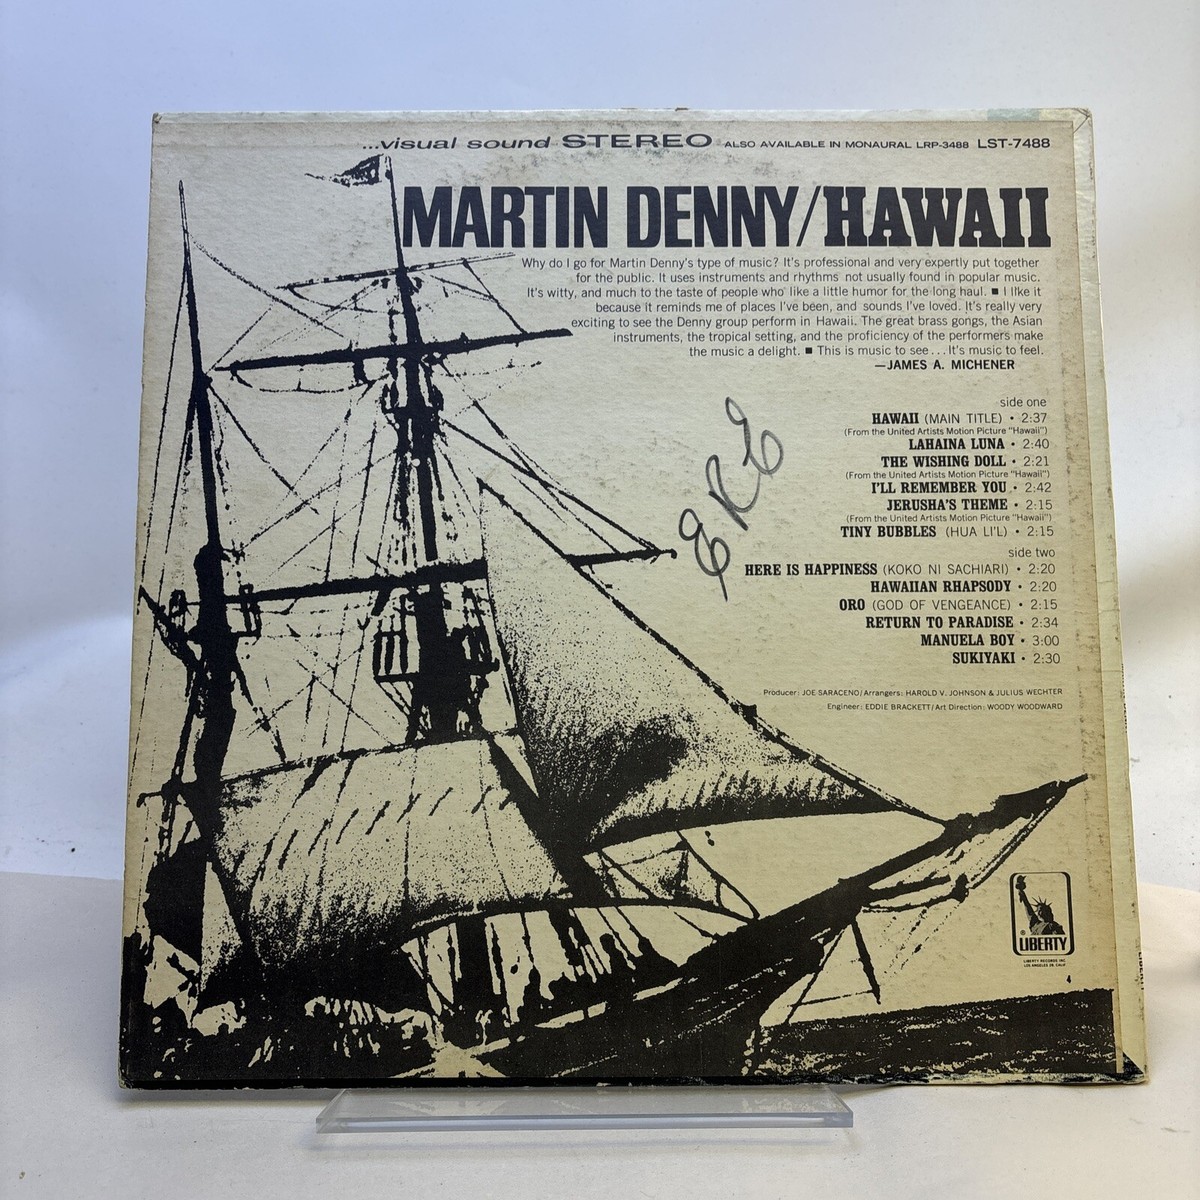 ...visual sound STEREO ALSO AVAILABLE IN MONAURAL LRP-3488 LST-7488
MARTIN DENNY/HAWAII
Why do I go for Martin Denny's type of music? It's professional and very expertly put together
for the public. It uses instruments and rhythms not usually found in popular music.
It's witty, and much to the taste of people who like a little humor for the long haul. ■ I like it
because it reminds me of places I've been, and sounds I've loved. It's really very
exciting to see the Denny group perform in Hawaii. The great brass gongs, the Asian
instruments, the tropical setting, and the proficiency of the performers make
the music a delight. ■ This is music to see... It's music to feel.
—JAMES A. MICHENER
side one
HAWAII (MAIN TITLE) • 2:37
(From the United Artists Motion Picture "Hawaii")
LAHAINA LUNA • 2:40
THE WISHING DOLL • 2:21
(From the United Artists Motion Picture "Hawaii")
I'LL REMEMBER YOU • 2:42
JERUSHA'S THEME • 2:15
(From the United Artists Motion Picture "Hawaii")
TINY BUBBLES (HUA LI'L) • 2:15
side two
HERE IS HAPPINESS (KOKO NI SACHIARI) • 2:20
HAWAIIAN RHAPSODY • 2:20
ORO (GOD OF VENGEANCE) • 2:15
RETURN TO PARADISE • 2:34
MANUELA BOY • 3:00
SUKIYAKI • 2:30
Producer: JOE SARACENO/Arrangers: HAROLD V. JOHNSON & JULIUS WECHTER
Engineer: EDDIE BRACKETT/Art Direction: WOODY WOODWARD
® LIBERTY
LIBERTY RECORDS INC
LOS ANGELES 28, CALIF.
4